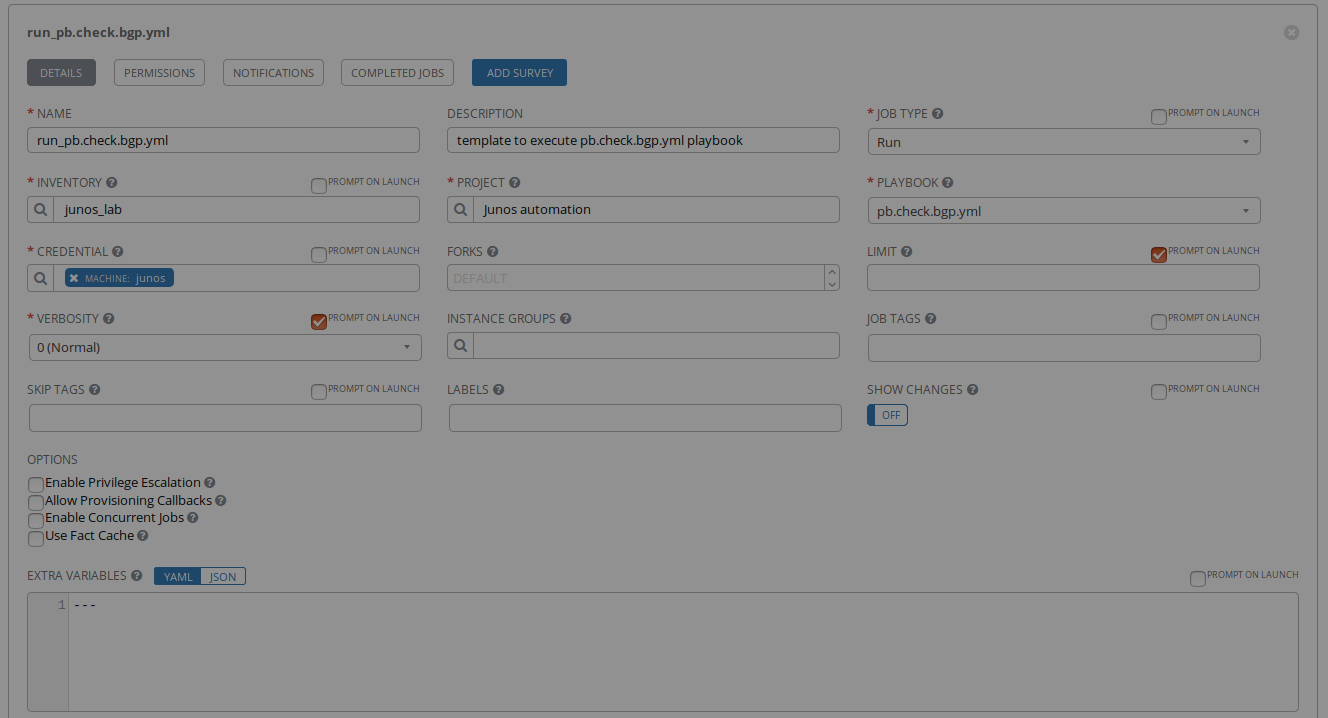 run_pb.check.bgp.yml
DETAILS PERMISSIONS NOTIFICATIONS COMPLETED JOBS ADD SURVEY
* NAME DESCRIPTION * JOB TYPE ? PROMPT ON LAUNCH
run_pb.check.bgp.yml template to execute pb.check.bgp.yml playbook Run
* INVENTORY ? PROMPT ON LAUNCH * PROJECT ? * PLAYBOOK ?
junos_lab Junos automation pb.check.bgp.yml
* CREDENTIAL ? PROMPT ON LAUNCH FORKS ? LIMIT ? PROMPT ON LAUNCH
MACHINE: junos DEFAULT
* VERBOSITY ? PROMPT ON LAUNCH INSTANCE GROUPS ? JOB TAGS ? PROMPT ON LAUNCH
0 (Normal)
SKIP TAGS ? PROMPT ON LAUNCH LABELS ? SHOW CHANGES ? PROMPT ON LAUNCH
OFF
OPTIONS
Enable Privilege Escalation ?
Allow Provisioning Callbacks ?
Enable Concurrent Jobs ?
Use Fact Cache ?
EXTRA VARIABLES ? YAML JSON PROMPT ON LAUNCH
1 ---